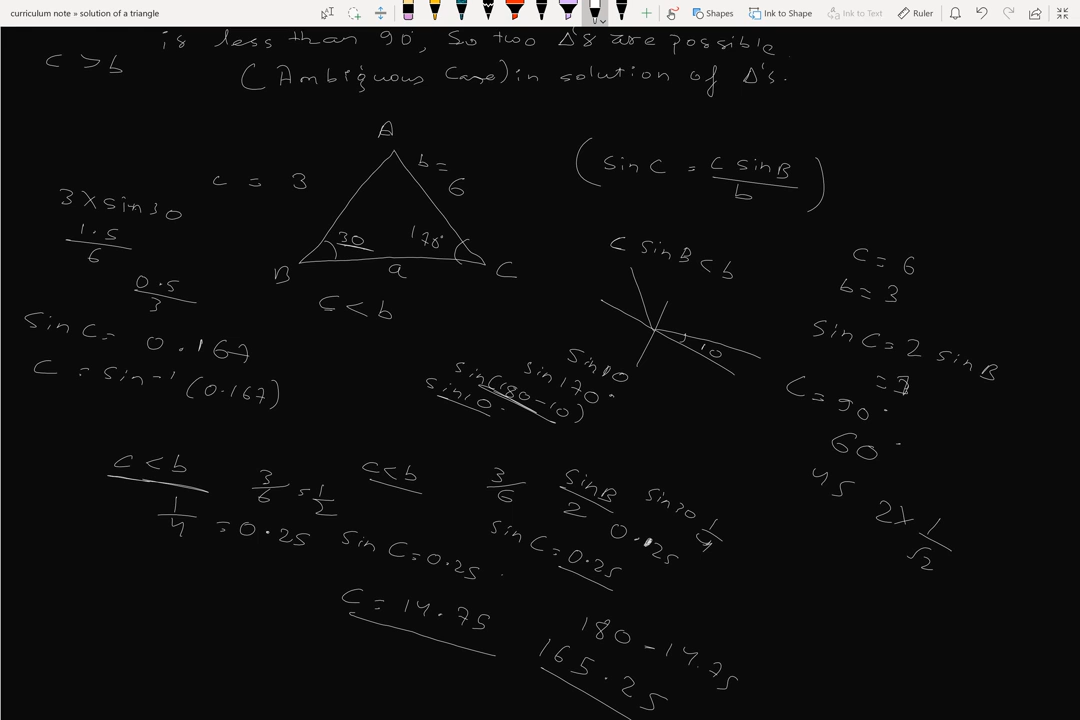 curriculum note » solution of a triangle
Shapes
Ink to Shape
Ink to Text
Ruler
is less than 90°, So two Δ's are possible
C > b
(Ambiguous Case) in solution of Δ's.
A
b =
6
c = 3
30
170°
B
a
C
C < b
( sin C = C sin B / b )
3 × sin 30
1.5 / 6
0.5 / 3
Sin C = 0.167
C = sin⁻¹ (0.167)
C sin B < b
10
sin 10
sin 170°
sin(180-10)
sin 10°
C = 6
b = 3
sin C = 2 sin B
C = 90°
60°
45
2 × 1/√2
C < b
3/6 = 1/2
1/4 = 0.25
C < b
sin C = 0.25
3/6
Sin B / 2
sin 30
1/4
0.25
sin C = 0.25
C = 14.75
180 - 14.75
165.25